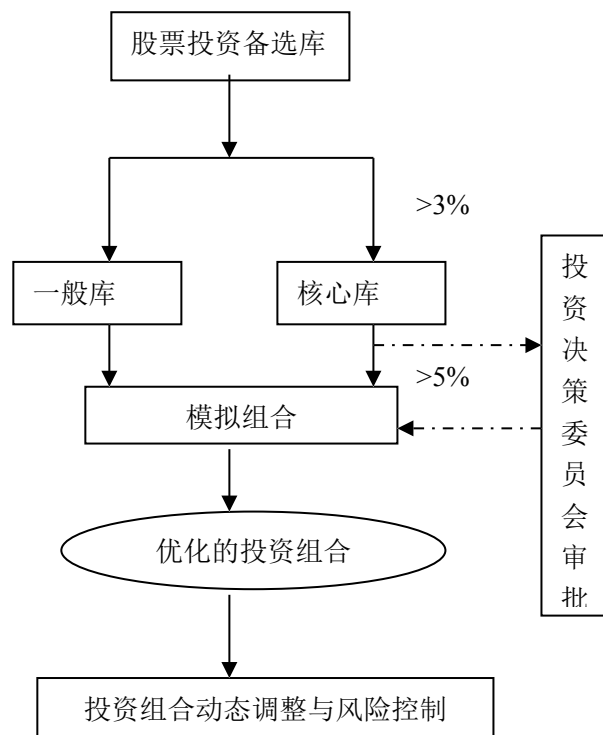 股票投资备选库
>3%
一般库
核心库
投资决策委员会审批
>5%
模拟组合
优化的投资组合
投资组合动态调整与风险控制